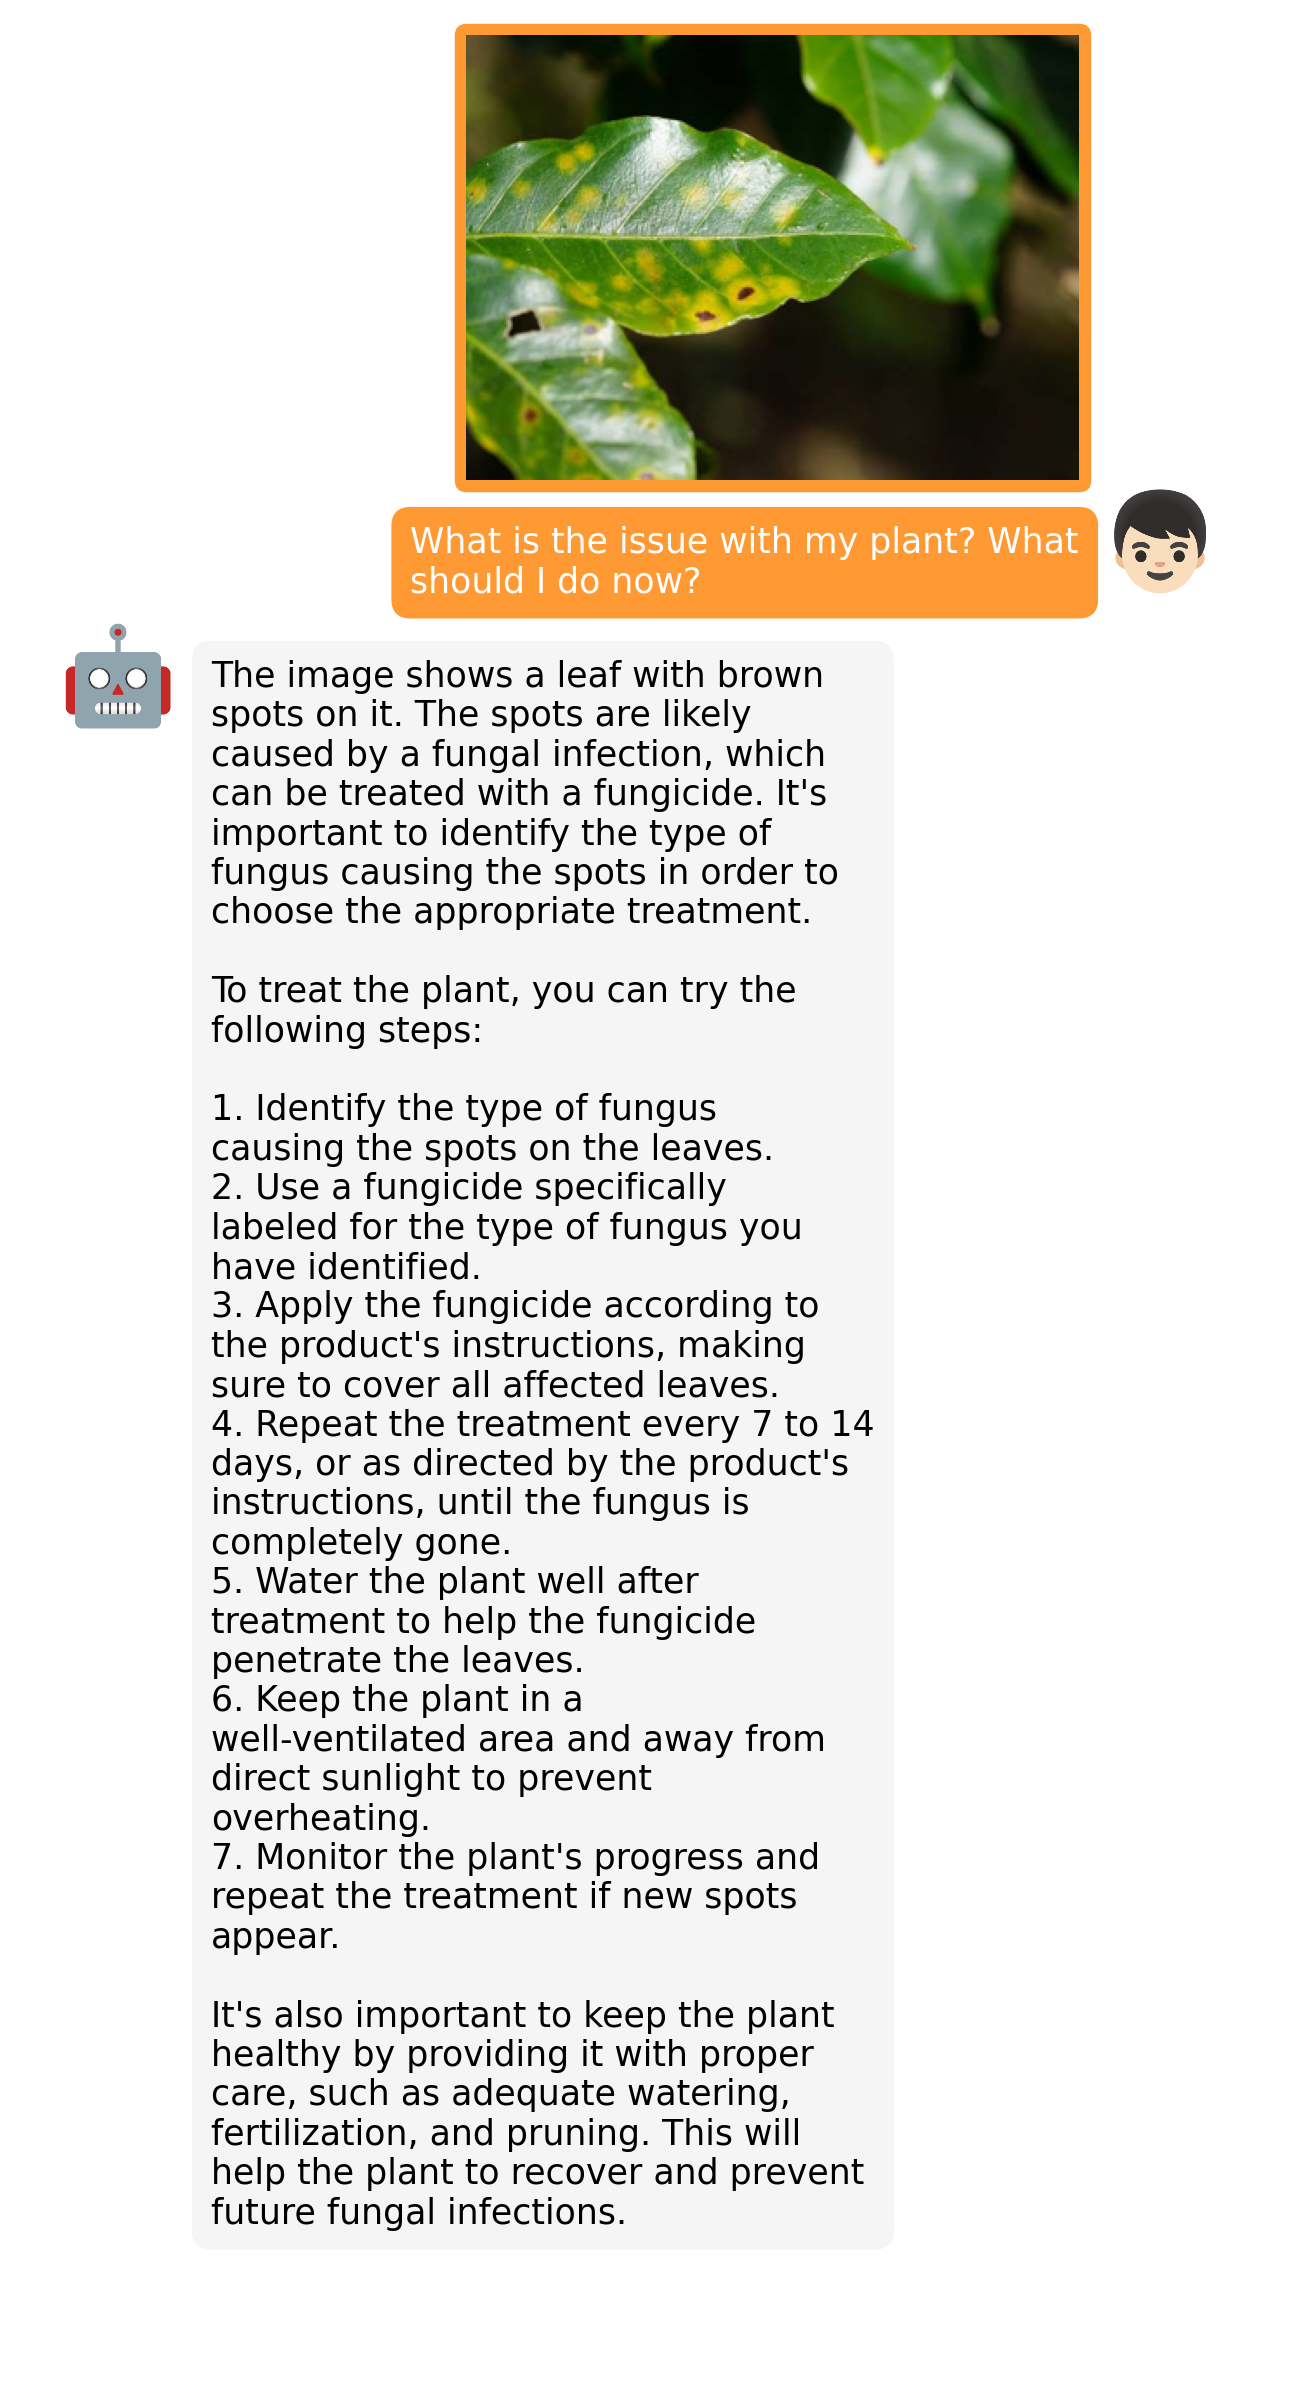 What is the issue with my plant? What
should I do now?
The image shows a leaf with brown
spots on it. The spots are likely
caused by a fungal infection, which
can be treated with a fungicide. It's
important to identify the type of
fungus causing the spots in order to
choose the appropriate treatment.
To treat the plant, you can try the
following steps:
1. Identify the type of fungus
causing the spots on the leaves.
2. Use a fungicide specifically
labeled for the type of fungus you
have identified.
3. Apply the fungicide according to
the product's instructions, making
sure to cover all affected leaves.
4. Repeat the treatment every 7 to 14
days, or as directed by the product's
instructions, until the fungus is
completely gone.
5. Water the plant well after
treatment to help the fungicide
penetrate the leaves.
6. Keep the plant in a
well-ventilated area and away from
direct sunlight to prevent
overheating.
7. Monitor the plant's progress and
repeat the treatment if new spots
appear.
It's also important to keep the plant
healthy by providing it with proper
care, such as adequate watering,
fertilization, and pruning. This will
help the plant to recover and prevent
future fungal infections.